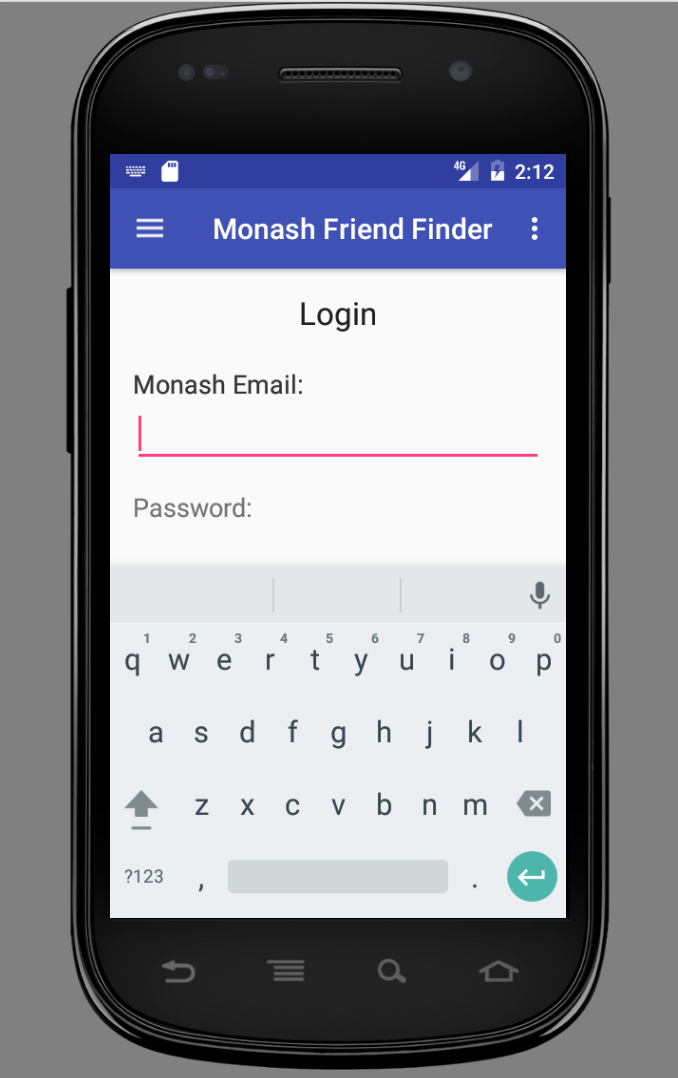 4G 2:12
Monash Friend Finder
Login
Monash Email:
Password:
1 2 3 4 5 6 7 8 9 0
q w e r t y u i o p
a s d f g h j k l
z x c v b n m
?123 , .